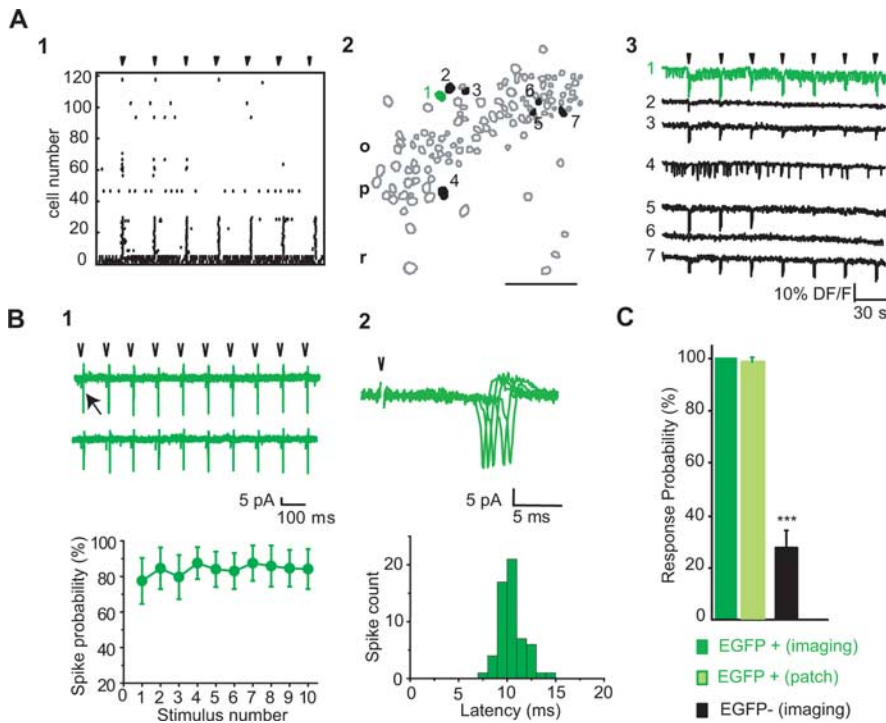 A
1
2
3
120
100
80
60
40
20
0
cell number
1
2
3
4
5
6
7
o
p
r
1
2
3
4
5
6
7
10% DF/F
30 s
B
1
2
5 pA
100 ms
5 pA
5 ms
Spike probability (%)
100
80
60
40
20
0 1 2 3 4 5 6 7 8 9 10
Stimulus number
Spike count
20
10
0
0 5 10 15 20
Latency (ms)
C
Response Probability (%)
100
80
60
40
20
0
***
EGFP + (imaging)
EGFP + (patch)
EGFP- (imaging)